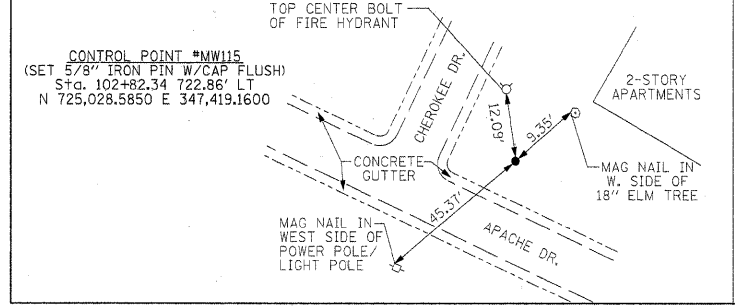 TOP CENTER BOLT
OF FIRE HYDRANT
CONTROL POINT #MW115
(SET 5/8" IRON PIN W/CAP FLUSH)
Sta. 102+82.34 722.86' LT
N 725,028.5850 E 347,419.1600
CHEROKEE DR.
2-STORY
APARTMENTS
12.09'
9.35'
CONCRETE
GUTTER
MAG NAIL IN
W. SIDE OF
18" ELM TREE
45.37'
MAG NAIL IN
WEST SIDE OF
POWER POLE/
LIGHT POLE
APACHE DR.